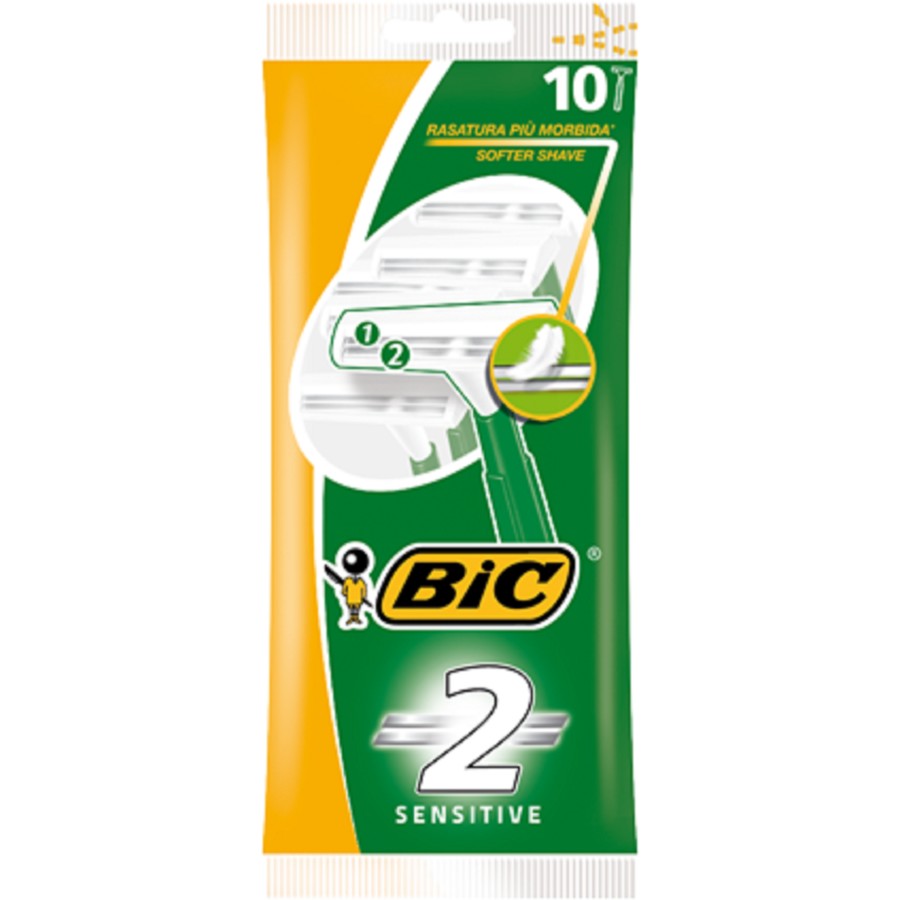 10
RASATURA PIÙ MORBIDA*
SOFTER SHAVE
1
2
BiC®
2
SENSITIVE